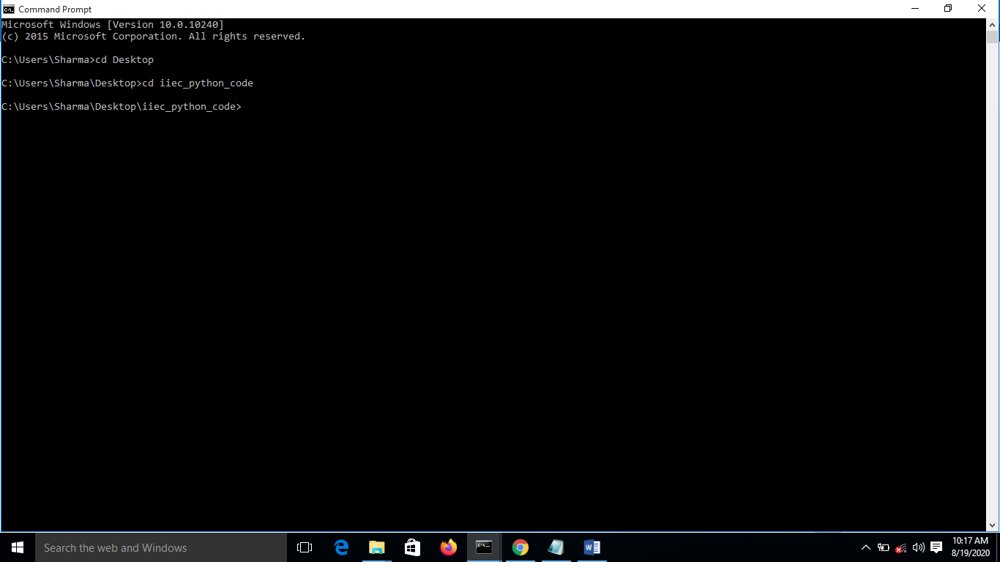 Command Prompt
Microsoft Windows [Version 10.0.10240]
(c) 2015 Microsoft Corporation. All rights reserved.
C:\Users\Sharma>cd Desktop
C:\Users\Sharma\Desktop>cd iiec_python_code
C:\Users\Sharma\Desktop\iiec_python_code>
Search the web and Windows
10:17 AM
8/19/2020